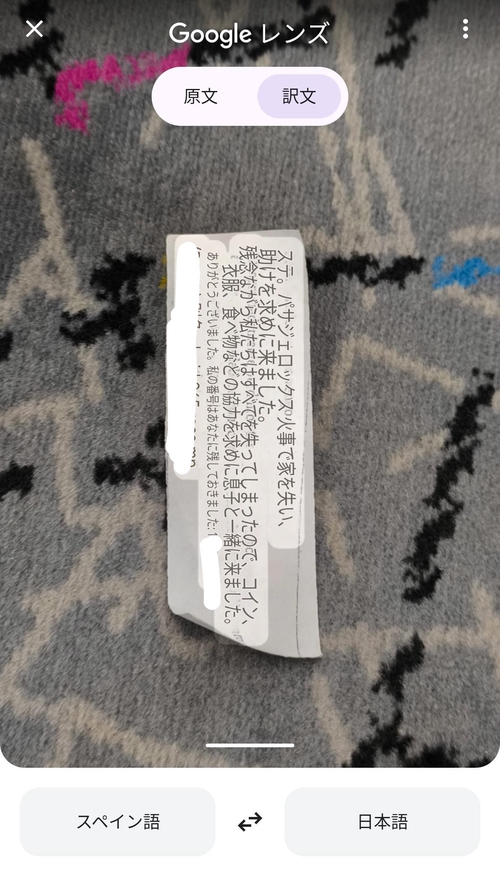 Google レンズ
原文
訳文
ステ。パサジェロックス火事で家を失い、
助けを求めに来ました。
残念ながら私たちはすべてを失ってしまったので、コイン、
衣服、食べ物などの協力を求めに息子と一緒に来ました。
ありがとうございました。私の番号はあなたに残しておきました:
スペイン語
日本語